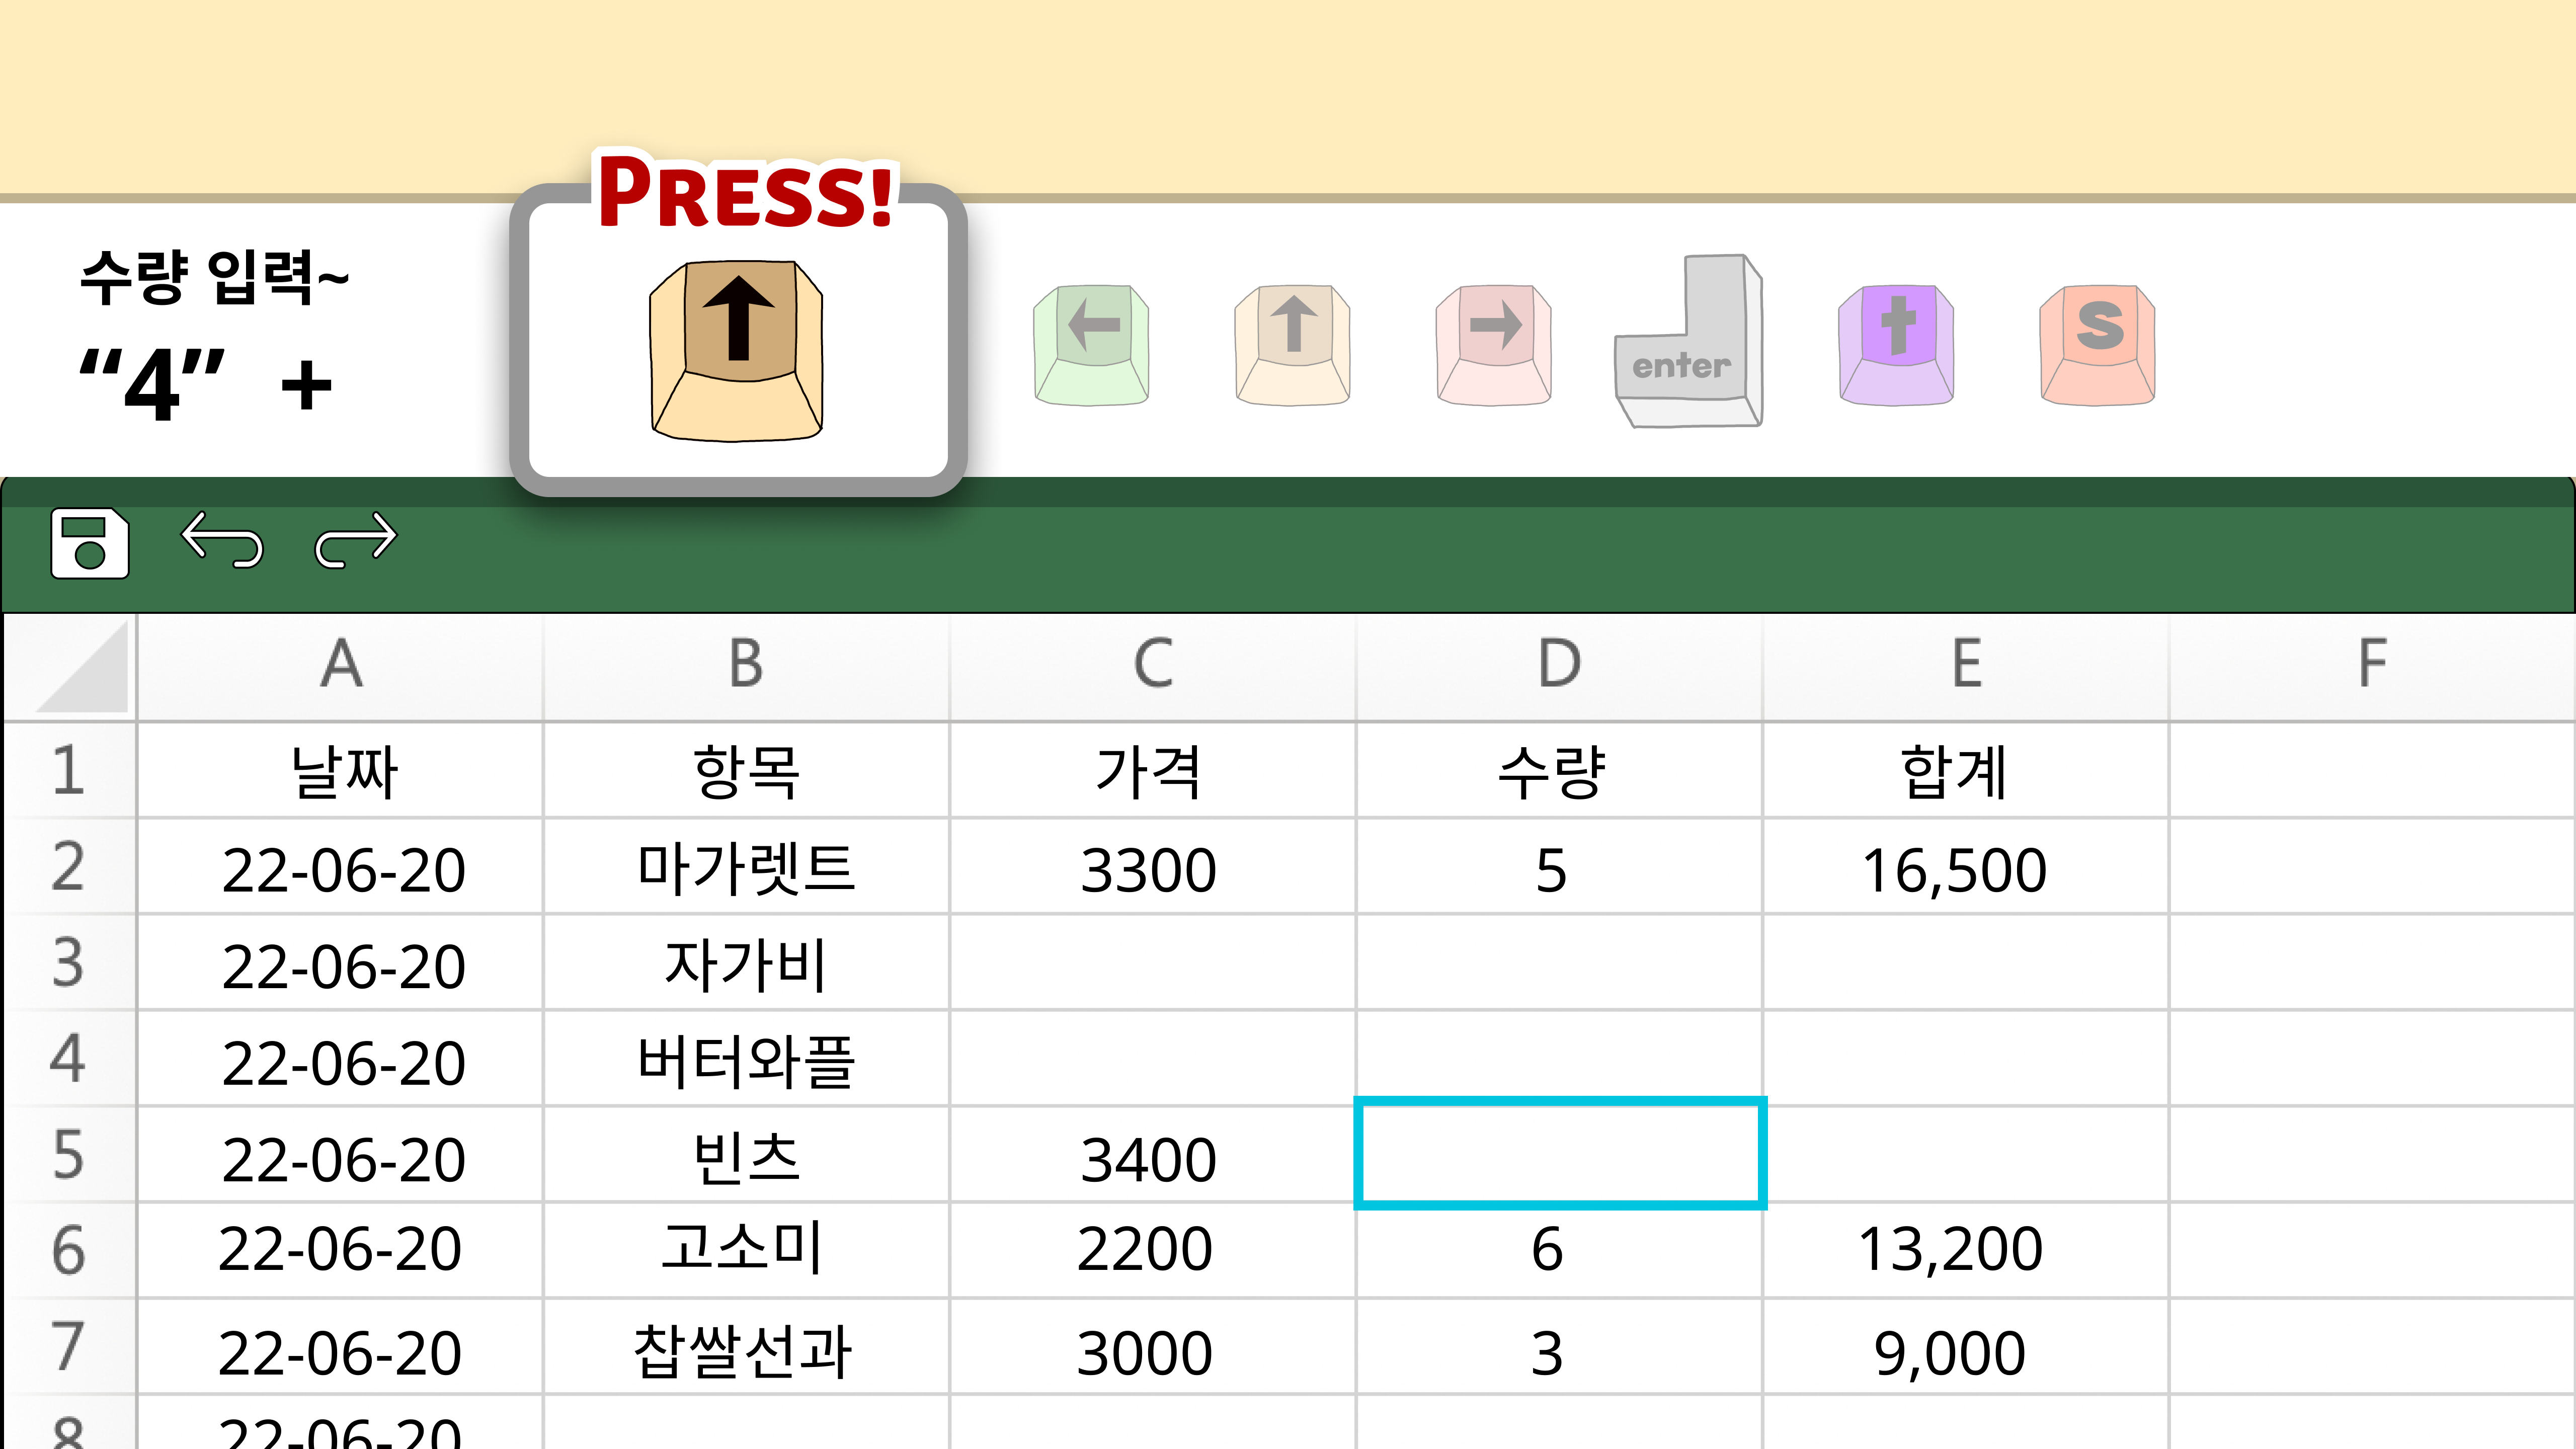 PRESS!
수량 입력~
“4” +
enter t s
A B C D E F
1 날짜 항목 가격 수량 합계
2 22-06-20 마가렛트 3300 5 16,500
3 22-06-20 자가비
4 22-06-20 버터와플
5 22-06-20 빈츠 3400
6 22-06-20 고소미 2200 6 13,200
7 22-06-20 찹쌀선과 3000 3 9,000
8 22-06-20